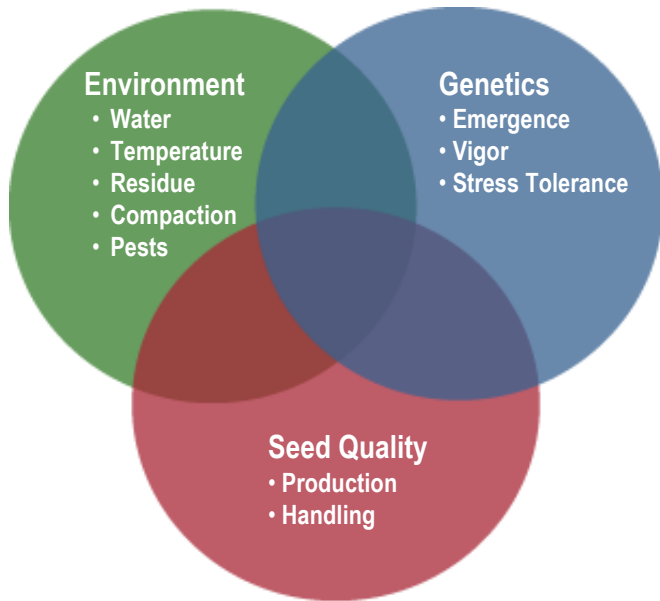 Environment
• Water
• Temperature
• Residue
• Compaction
• Pests
Genetics
• Emergence
• Vigor
• Stress Tolerance
Seed Quality
• Production
• Handling